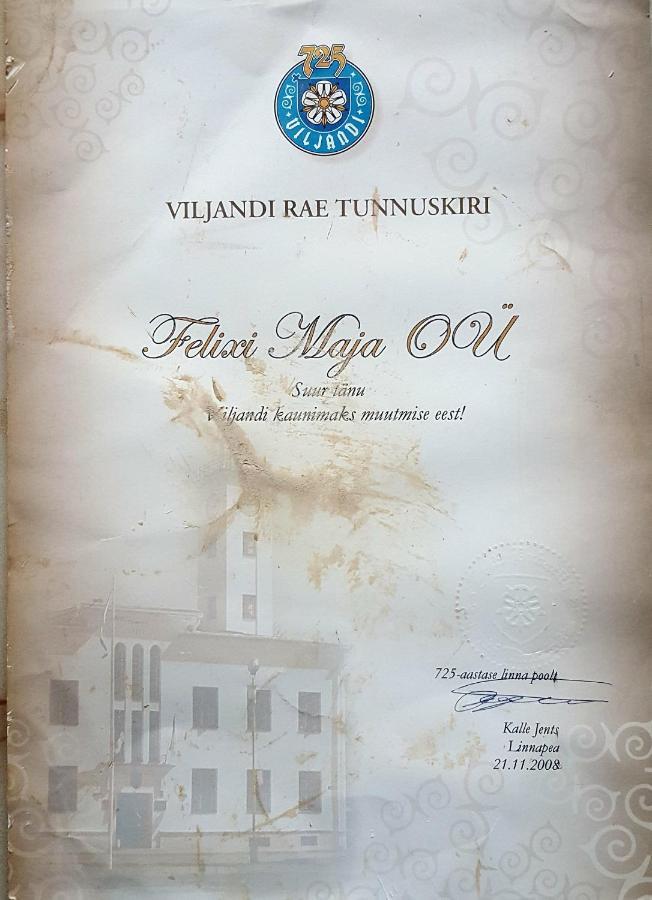 725
VILJANDI
VILJANDI RAE TUNNUSKIRI
Felixi Maja OÜ
Suur tänu
Viljandi kaunimaks muutmise eest!
725-aastase linna poolt
Kalle Jents
Linnapea
21.11.2008